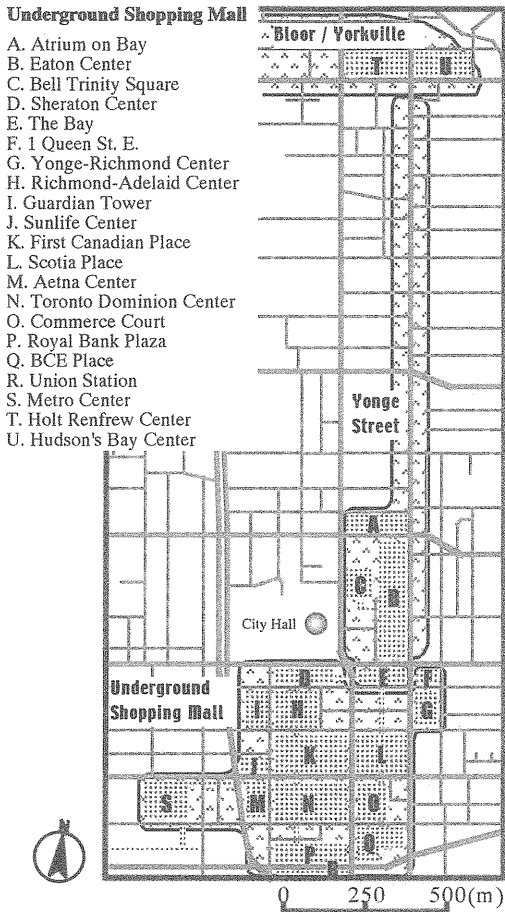 Underground Shopping Mall
A. Atrium on Bay
B. Eaton Center
C. Bell Trinity Square
D. Sheraton Center
E. The Bay
F. 1 Queen St. E.
G. Yonge-Richmond Center
H. Richmond-Adelaid Center
I. Guardian Tower
J. Sunlife Center
K. First Canadian Place
L. Scotia Place
M. Aetna Center
N. Toronto Dominion Center
O. Commerce Court
P. Royal Bank Plaza
Q. BCE Place
R. Union Station
S. Metro Center
T. Holt Renfrew Center
U. Hudson's Bay Center
Bloor / Yorkville
T U
Yonge
Street
A
C B
City Hall
D E F
Underground
Shopping Mall
I H G
K L
J
S M N O
P Q
R
N
0 250 500(m)